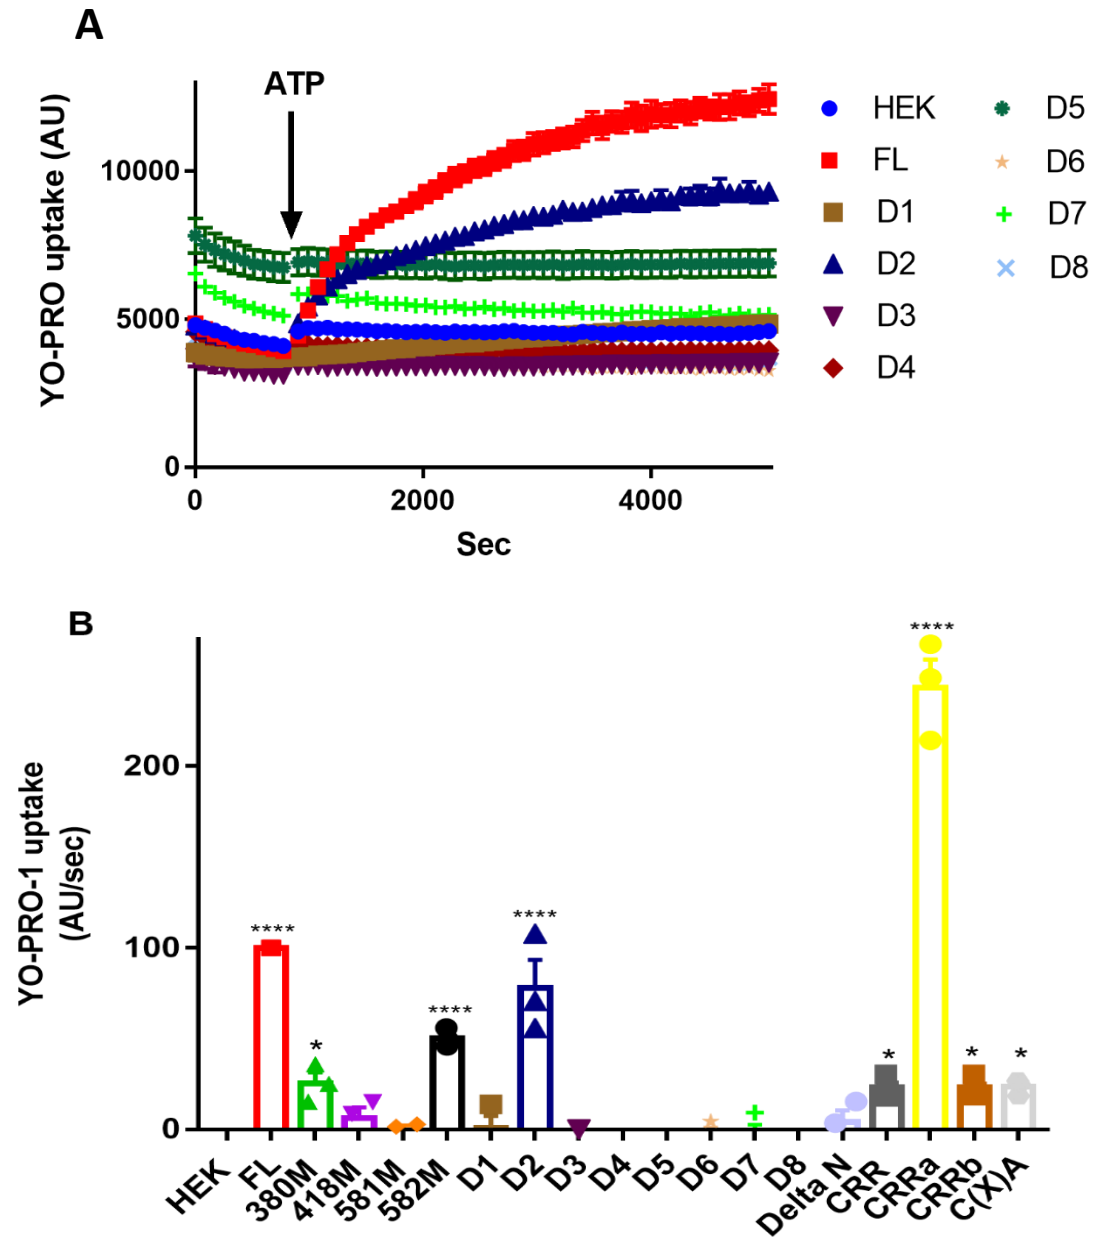 A
ATP
YO-PRO uptake (AU)
10000
5000
0
0
2000
4000
Sec
HEK
FL
D1
D2
D3
D4
D5
D6
D7
D8
B
YO-PRO-1 uptake
(AU/sec)
200
100
0
****
*
****
****
*
****
*
*
HEK
FL
380M
418M
581M
582M
D1
D2
D3
D4
D5
D6
D7
D8
Delta N
CRR
CRRa
CRRb
C(X)A